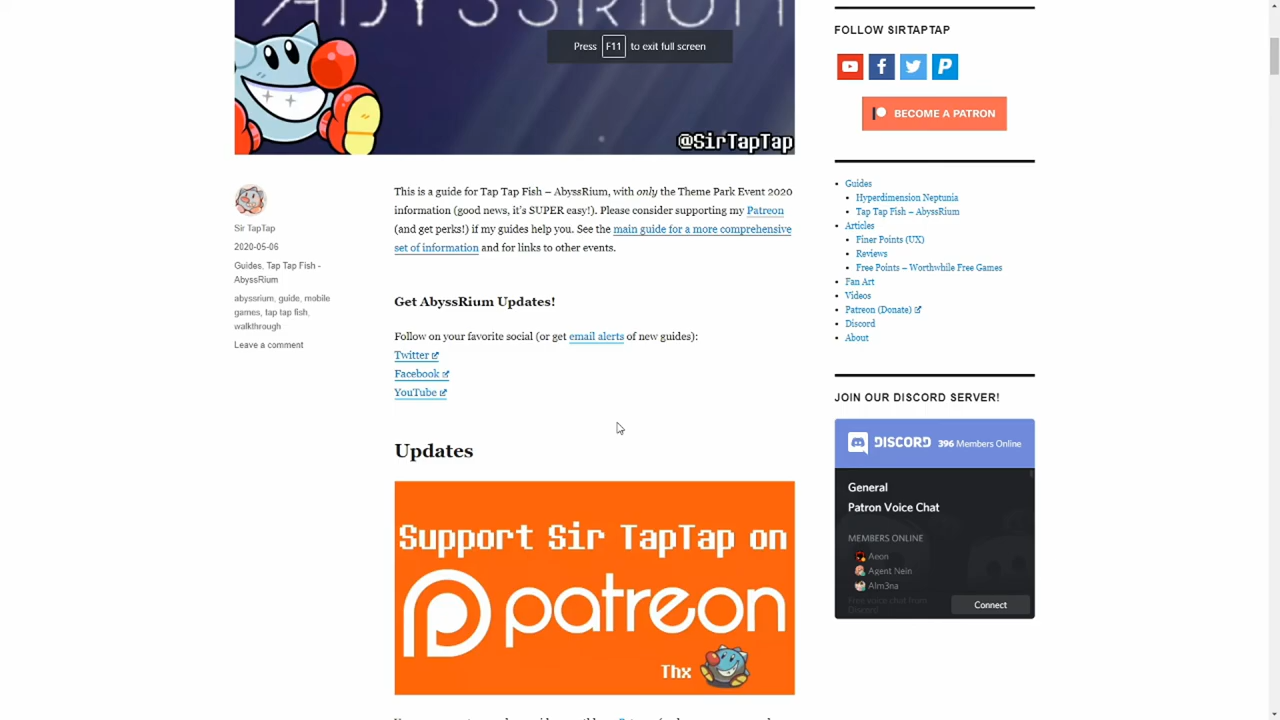 ABYSSRIUM
Press F11 to exit full screen
@SirTapTap
Sir TapTap
2020-05-06
Guides, Tap Tap Fish -
AbyssRium
abyssrium, guide, mobile
games, tap tap fish,
walkthrough
Leave a comment
This is a guide for Tap Tap Fish – AbyssRium, with only the Theme Park Event 2020
information (good news, it's SUPER easy!). Please consider supporting my Patreon
(and get perks!) if my guides help you. See the main guide for a more comprehensive
set of information and for links to other events.
Get AbyssRium Updates!
Follow on your favorite social (or get email alerts of new guides):
Twitter
Facebook
YouTube
Updates
Support Sir TapTap on
patreon
Thx
FOLLOW SIRTAPTAP
BECOME A PATRON
Guides
Hyperdimension Neptunia
Tap Tap Fish – AbyssRium
Articles
Finer Points (UX)
Reviews
Free Points – Worthwhile Free Games
Fan Art
Videos
Patreon (Donate)
Discord
About
JOIN OUR DISCORD SERVER!
DISCORD 396 Members Online
General
Patron Voice Chat
MEMBERS ONLINE
Aeon
Agent Nein
Alm3na
Free voice chat from
Discord
Connect